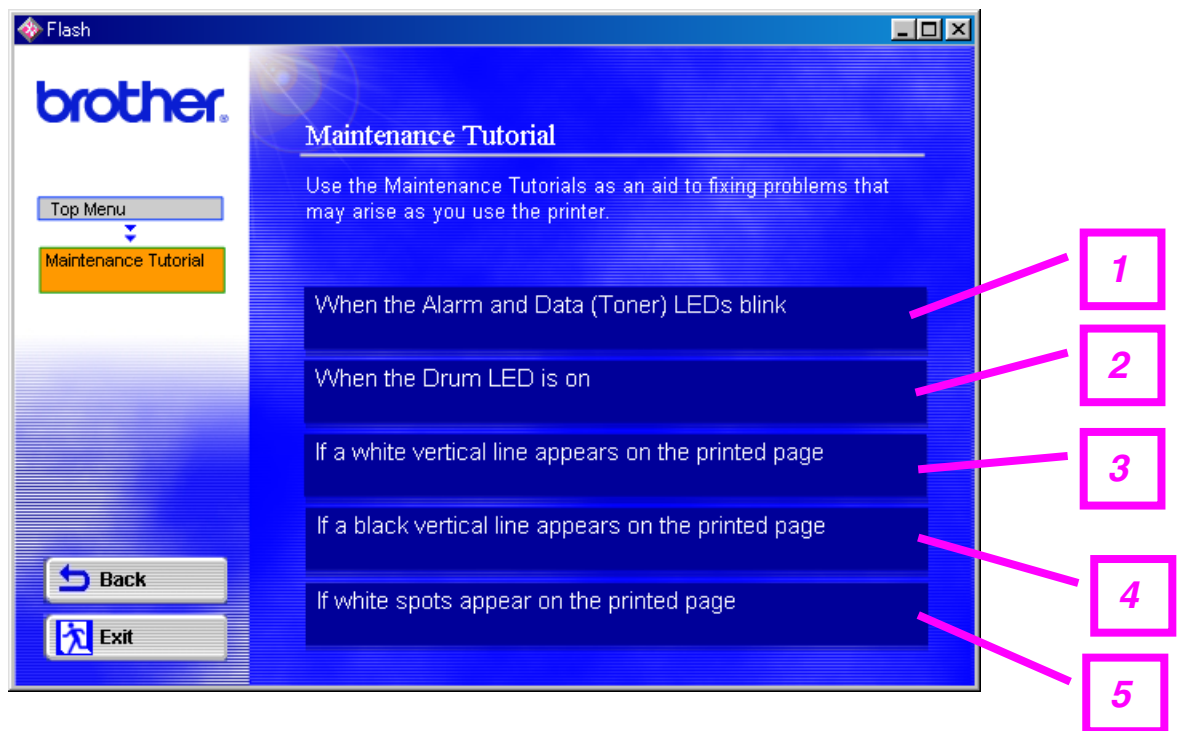 Flash
brother.
Maintenance Tutorial
Use the Maintenance Tutorials as an aid to fixing problems that
may arise as you use the printer.
Top Menu
Maintenance Tutorial
When the Alarm and Data (Toner) LEDs blink
1
When the Drum LED is on
2
If a white vertical line appears on the printed page
3
If a black vertical line appears on the printed page
4
If white spots appear on the printed page
5
Back
Exit